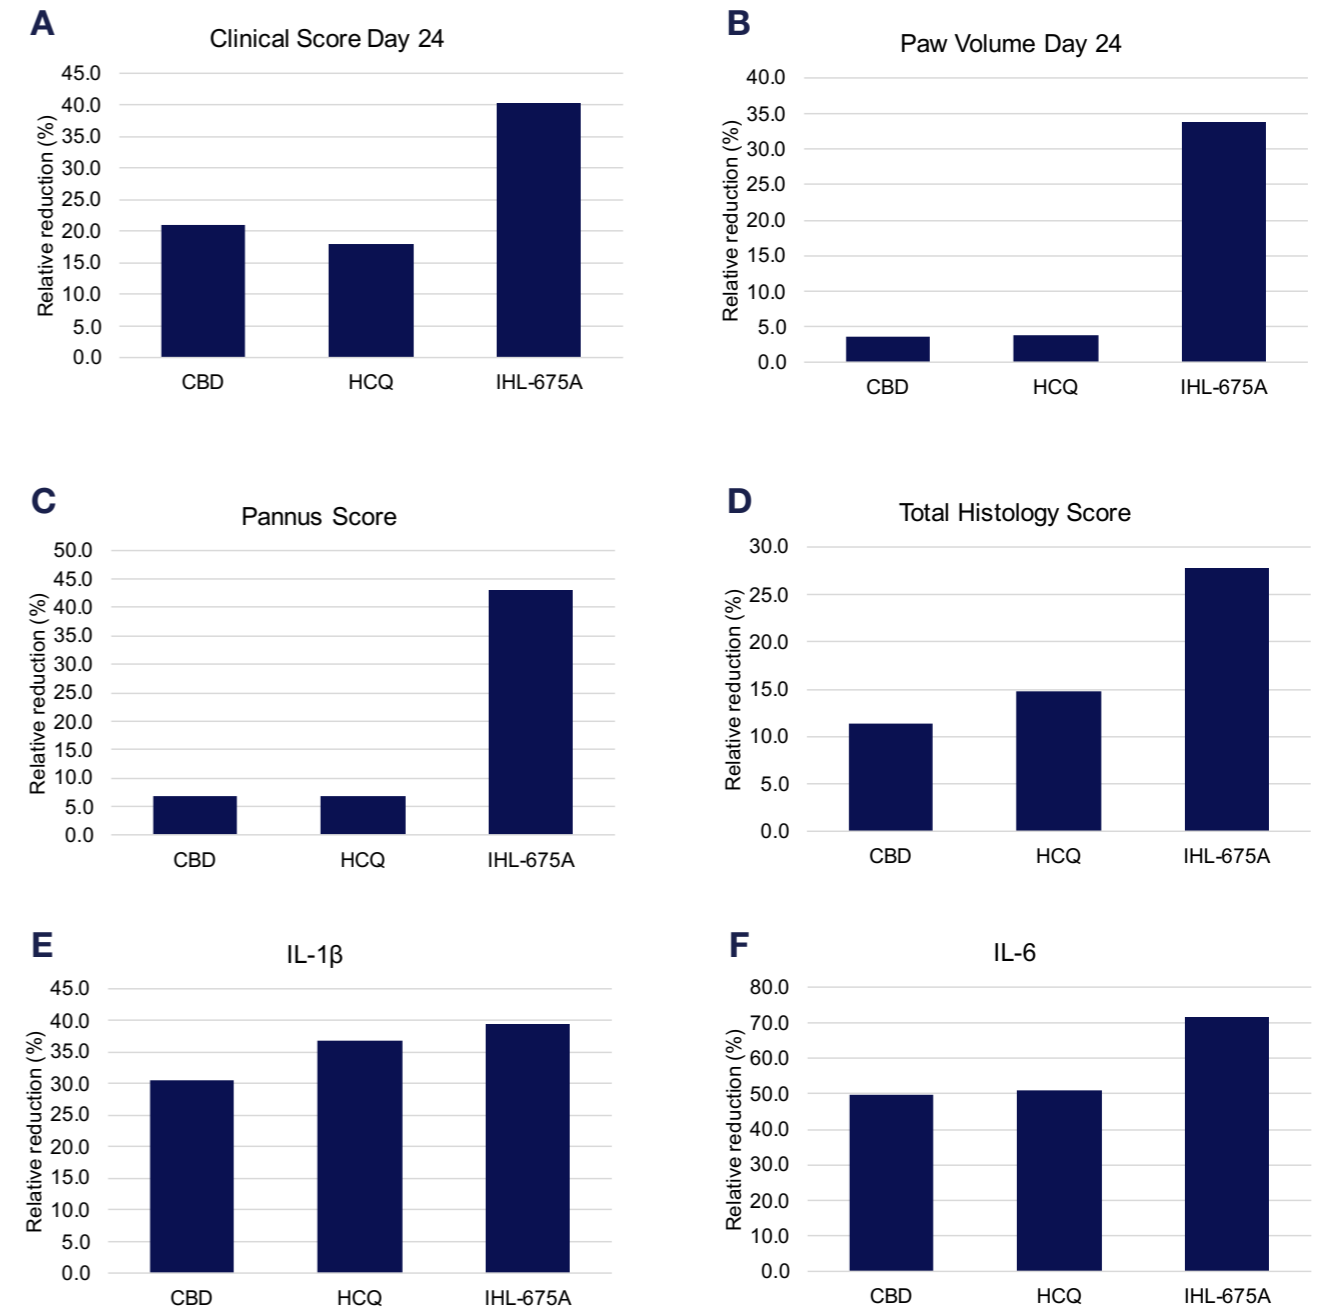 A
Clinical Score Day 24
Relative reduction (%)
45.0
40.0
35.0
30.0
25.0
20.0
15.0
10.0
5.0
0.0
CBD
HCQ
IHL-675A
B
Paw Volume Day 24
Relative reduction (%)
40.0
35.0
30.0
25.0
20.0
15.0
10.0
5.0
0.0
CBD
HCQ
IHL-675A
C
Pannus Score
Relative reduction (%)
50.0
45.0
40.0
35.0
30.0
25.0
20.0
15.0
10.0
5.0
0.0
CBD
HCQ
IHL-675A
D
Total Histology Score
Relative reduction (%)
30.0
25.0
20.0
15.0
10.0
5.0
0.0
CBD
HCQ
IHL-675A
E
IL-1β
Relative reduction (%)
45.0
40.0
35.0
30.0
25.0
20.0
15.0
10.0
5.0
0.0
CBD
HCQ
IHL-675A
F
IL-6
Relative reduction (%)
80.0
70.0
60.0
50.0
40.0
30.0
20.0
10.0
0.0
CBD
HCQ
IHL-675A